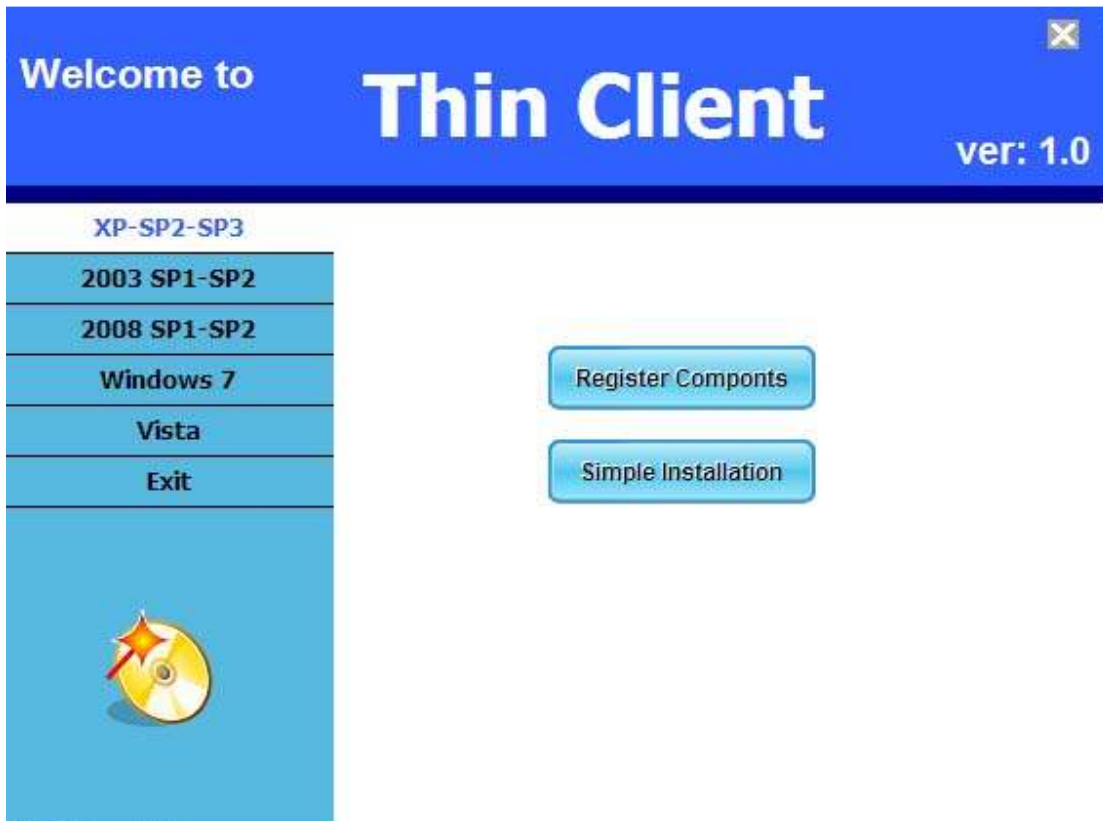 Welcome to
Thin Client
ver: 1.0
XP-SP2-SP3
2003 SP1-SP2
2008 SP1-SP2
Windows 7
Vista
Exit
Register Componts
Simple Installation